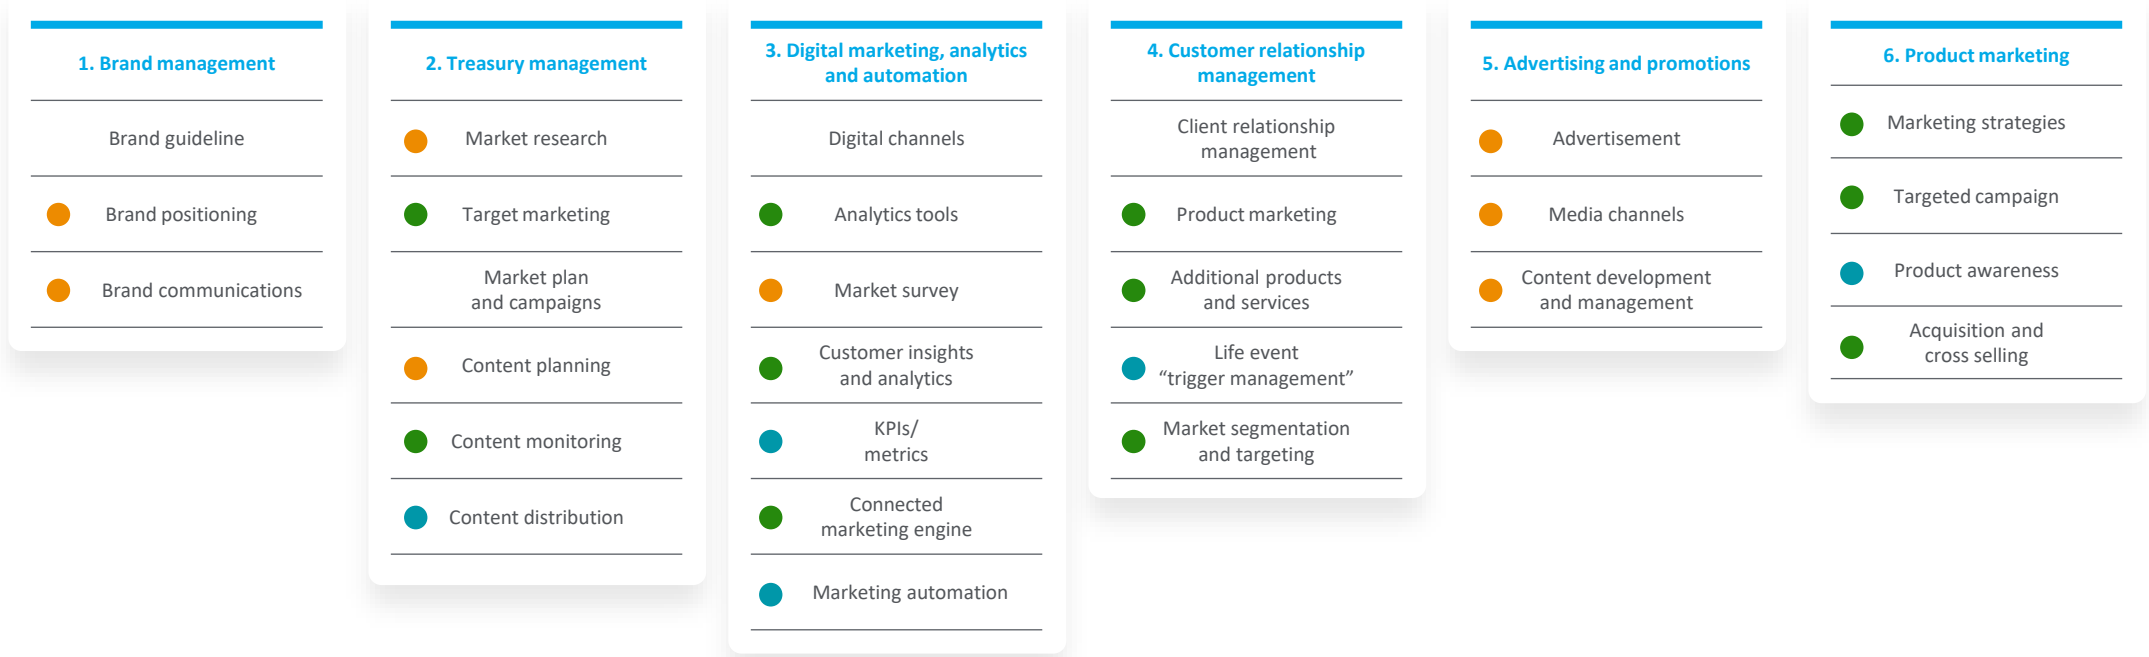 1. Brand management
Brand guideline
Brand positioning
Brand communications
2. Treasury management
Market research
Target marketing
Market plan
and campaigns
Content planning
Content monitoring
Content distribution
3. Digital marketing, analytics
and automation
Digital channels
Analytics tools
Market survey
Customer insights
and analytics
KPIs/
metrics
Connected
marketing engine
Marketing automation
4. Customer relationship
management
Client relationship
management
Product marketing
Additional products
and services
Life event
“trigger management”
Market segmentation
and targeting
5. Advertising and promotions
Advertisement
Media channels
Content development
and management
6. Product marketing
Marketing strategies
Targeted campaign
Product awareness
Acquisition and
cross selling